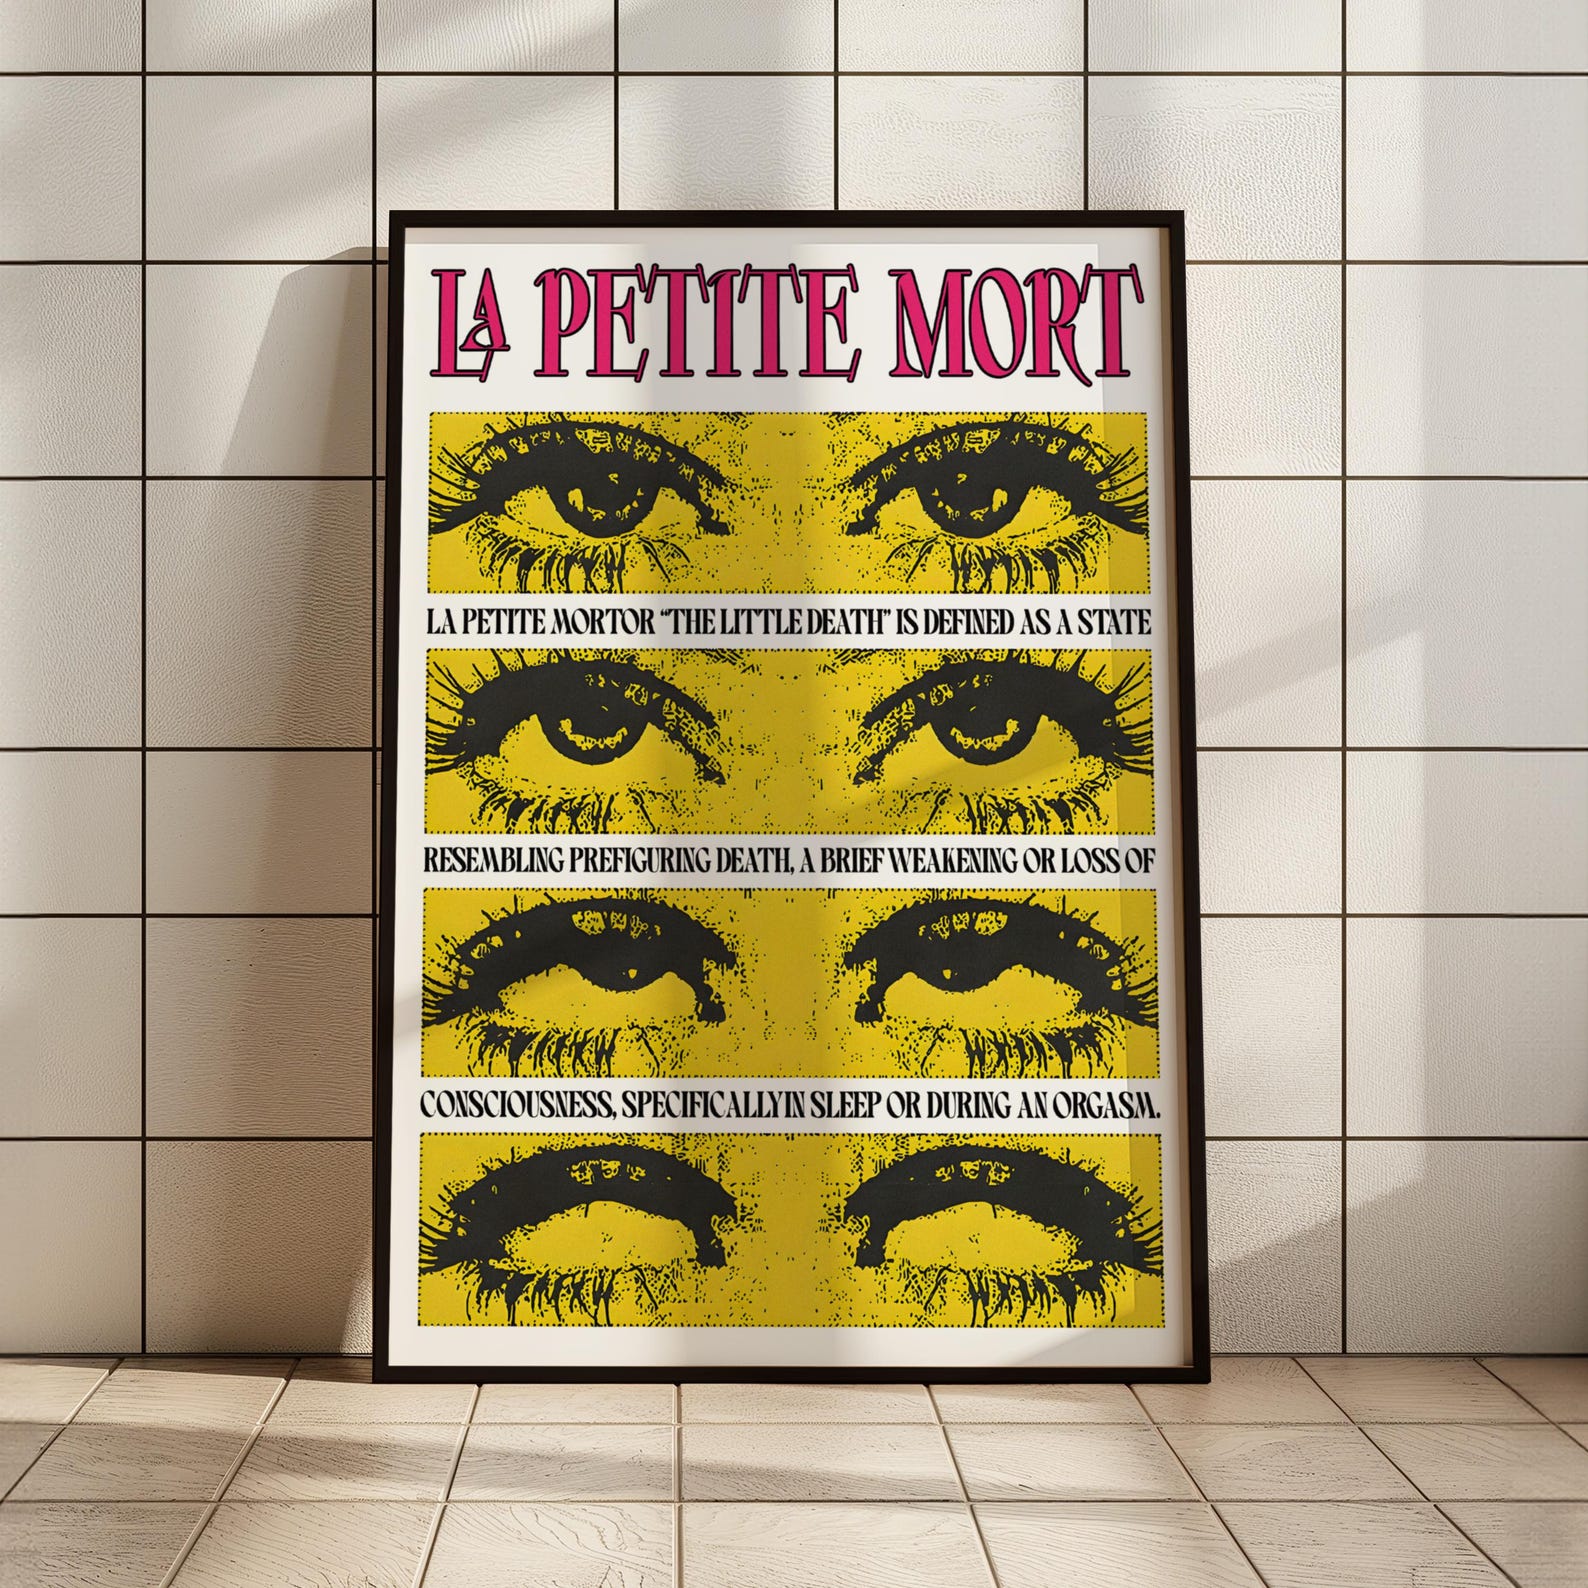 LA PETITE MORT
LA PETITE MORTOR “THE LITTLE DEATH” IS DEFINED AS A STATE
RESEMBLING PREFIGURING DEATH, A BRIEF WEAKENING OR LOSS OF
CONSCIOUSNESS, SPECIFICALLYIN SLEEP OR DURING AN ORGASM.